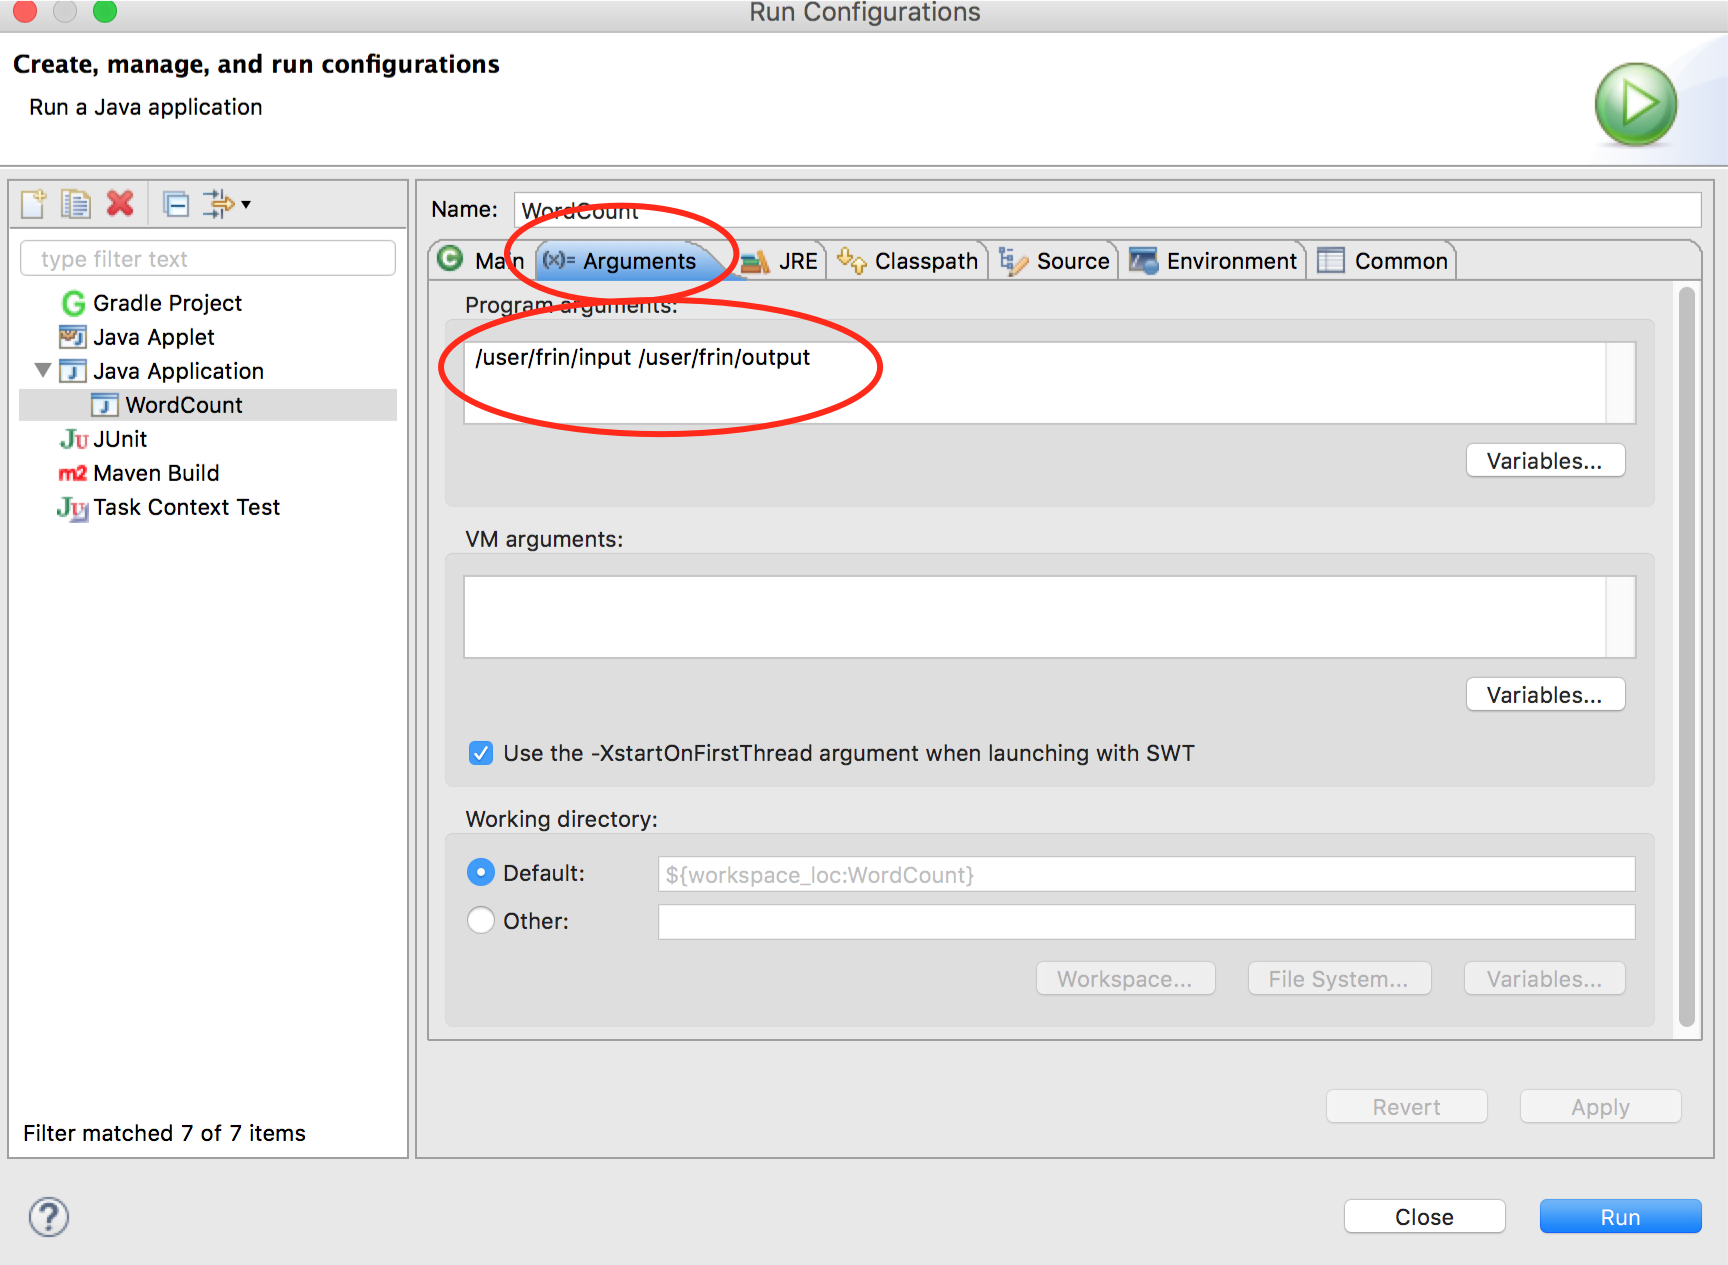 Run Configurations
Create, manage, and run configurations
Run a Java application
type filter text
Gradle Project
Java Applet
Java Application
WordCount
JUnit
Maven Build
Task Context Test
Filter matched 7 of 7 items
Name: WordCount
Main (x)= Arguments JRE Classpath Source Environment Common
Program arguments:
/user/frin/input /user/frin/output
Variables...
VM arguments:
Variables...
Use the -XstartOnFirstThread argument when launching with SWT
Working directory:
Default: ${workspace_loc:WordCount}
Other:
Workspace... File System... Variables...
Revert Apply
Close Run